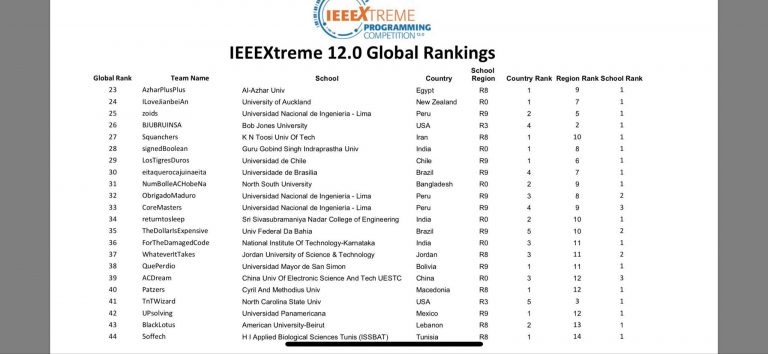 IEEEXTREME
PROGRAMMING
COMPETITION 12.0
IEEEXtreme 12.0 Global Rankings
Global Rank Team Name School Country School Region Country Rank Region Rank School Rank
23 AzharPlusPlus Al-Azhar Univ Egypt R8 1 9 1
24 ILoveJianbeiAn University of Auckland New Zealand R0 1 7 1
25 zoids Universidad Nacional de Ingenieria - Lima Peru R9 2 5 1
26 BJUBRUINSA Bob Jones University USA R3 4 2 1
27 Squanchers K N Toosi Univ Of Tech Iran R8 1 10 1
28 signedBoolean Guru Gobind Singh Indraprastha Univ India R0 1 8 1
29 LosTigresDuros Universidad de Chile Chile R9 1 6 1
30 eitaquerocajuinaeita Universidade de Brasilia Brazil R9 4 7 1
31 NumBolleACHobeNa North South University Bangladesh R0 2 9 1
32 ObrigadoMaduro Universidad Nacional de Ingenieria - Lima Peru R9 3 8 2
33 CoreMasters Universidad Nacional de Ingenieria - Lima Peru R9 4 9 3
34 returntosleep Sri Sivasubramaniya Nadar College of Engineering India R0 2 10 1
35 TheDollarIsExpensive Univ Federal Da Bahia Brazil R9 5 10 2
36 ForTheDamagedCode National Institute Of Technology-Karnataka India R0 3 11 1
37 WhateverItTakes Jordan University of Science & Technology Jordan R8 3 11 2
38 QuePerdio Universidad Mayor de San Simon Bolivia R9 1 11 1
39 ACDream China Univ Of Electronic Science And Tech UESTC China R0 3 12 3
40 Patzers Cyril And Methodius Univ Macedonia R8 1 12 1
41 TnTWizard North Carolina State Univ USA R3 5 3 1
42 UPsolving Universidad Panamericana Mexico R9 1 12 1
43 BlackLotus American University-Beirut Lebanon R8 2 13 1
44 Soffech H I Applied Biological Sciences Tunis (ISSBAT) Tunisia R8 1 14 1